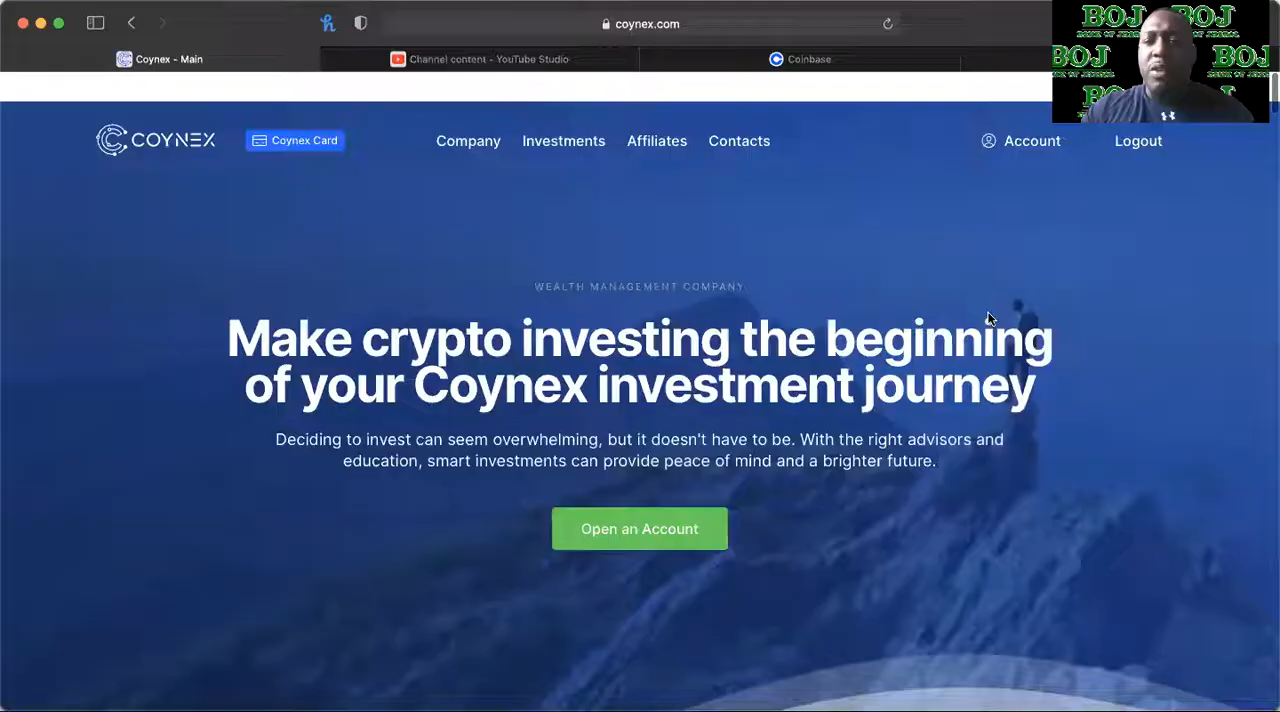 coynex.com
Coynex - Main
Channel content - YouTube Studio
Coinbase
BOJ BOJ
BOJ BOJ
COYNEX
Coynex Card
Company
Investments
Affiliates
Contacts
Account
Logout
WEALTH MANAGEMENT COMPANY
Make crypto investing the beginning
of your Coynex investment journey
Deciding to invest can seem overwhelming, but it doesn't have to be. With the right advisors and
education, smart investments can provide peace of mind and a brighter future.
Open an Account